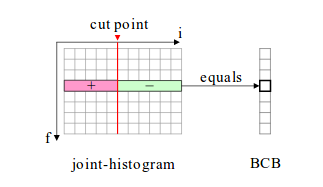 cut point
i
+ −
equals
f
joint-histogram BCB